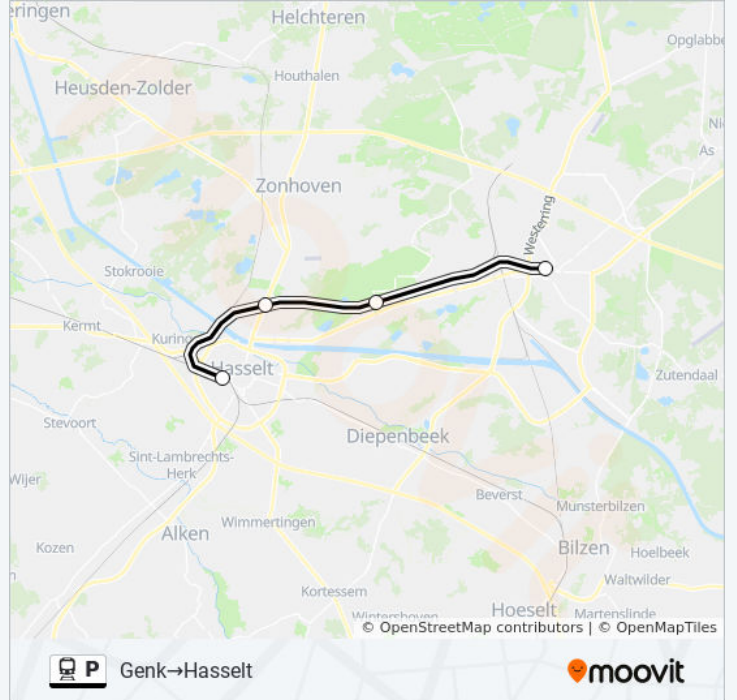 eringen
Helchteren
Opglabbe
Houthalen
Heusden-Zolder
Ni
As
Zonhoven
Westerring
Stokrooie
Kermt
Kuring
Hasselt
Zutendaal
Stevoort
Diepenbeek
Sint-Lambrechts-
Herk
Wijer
Beverst
Munsterbilzen
Wimmertingen
Alken
Kozen
Bilzen
Hoelbeek
n
Waltwilder
Kortessem
Hoeselt
Martenslinde
Wintershoven
© OpenStreetMap contributors | © OpenMapTiles
P Genk→Hasselt
moovit